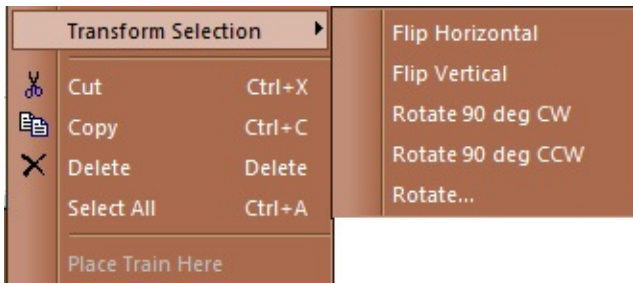 Transform Selection
Cut Ctrl+X
Copy Ctrl+C
Delete Delete
Select All Ctrl+A
Place Train Here
Flip Horizontal
Flip Vertical
Rotate 90 deg CW
Rotate 90 deg CCW
Rotate...